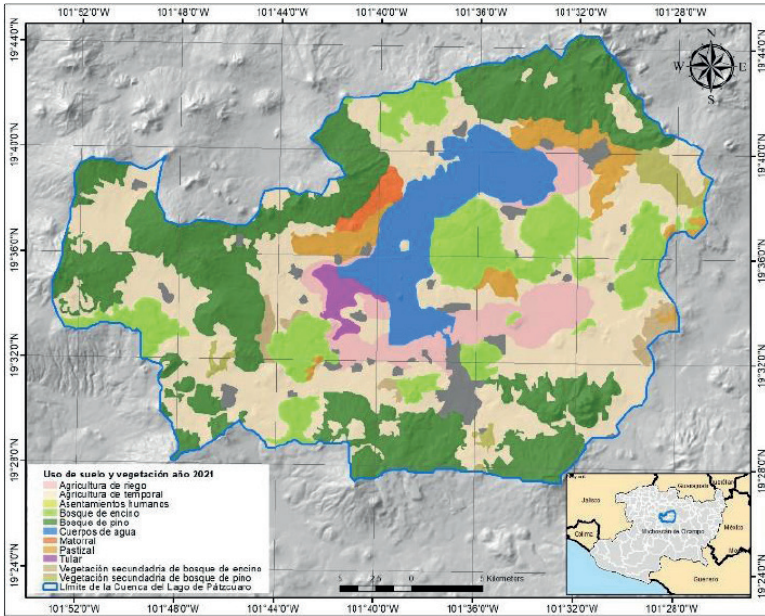 101°52'0"W 101°48'0"W 101°44'0"W 101°40'0"W 101°36'0"W 101°32'0"W 101°28'0"W
19°44'0"N 19°44'0"N
N
W E
S
19°40'0"N 19°40'0"N
19°36'0"N 19°36'0"N
19°32'0"N 19°32'0"N
19°28'0"N 19°28'0"N
19°24'0"N 19°24'0"N
Uso de suelo y vegetación año 2021
Agricultura de riego
Agricultura de temporal
Asentamientos humanos
Bosque de encino
Bosque de pino
Cuerpos de agua
Matorral
Pastizal
Tular
Vegetación secundadria de bosque de encino
Vegetación secundadria de bosque de pino
Límite de la Cuenca del Lago de Pátzcuaro
5 2.5 0 5 Kilometers
Jalisco
Guanajuato
Colima
Michoacán de Ocampo
México
Guerrero
101°52'0"W 101°48'0"W 101°44'0"W 101°40'0"W 101°36'0"W 101°32'0"W 101°28'0"W